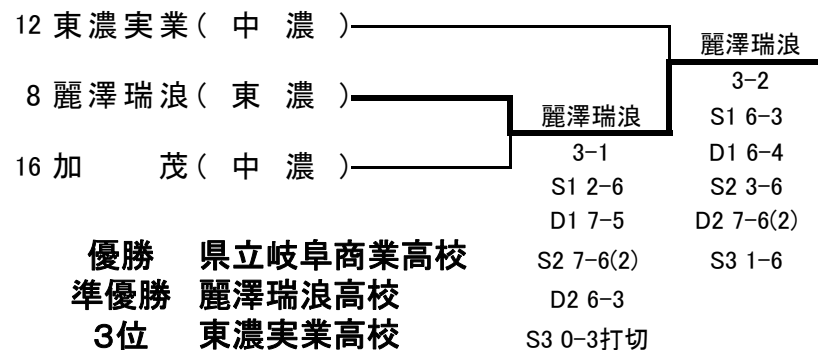 12 東濃実業( 中 濃 )
麗澤瑞浪
8 麗澤瑞浪( 東 濃 )
3-2
麗澤瑞浪
S1 6-3
16 加 茂( 中 濃 )
3-1
D1 6-4
S1 2-6
S2 3-6
D1 7-5
D2 7-6(2)
優勝 県立岐阜商業高校
S2 7-6(2)
S3 1-6
準優勝 麗澤瑞浪高校
D2 6-3
3位 東濃実業高校
S3 0-3打切